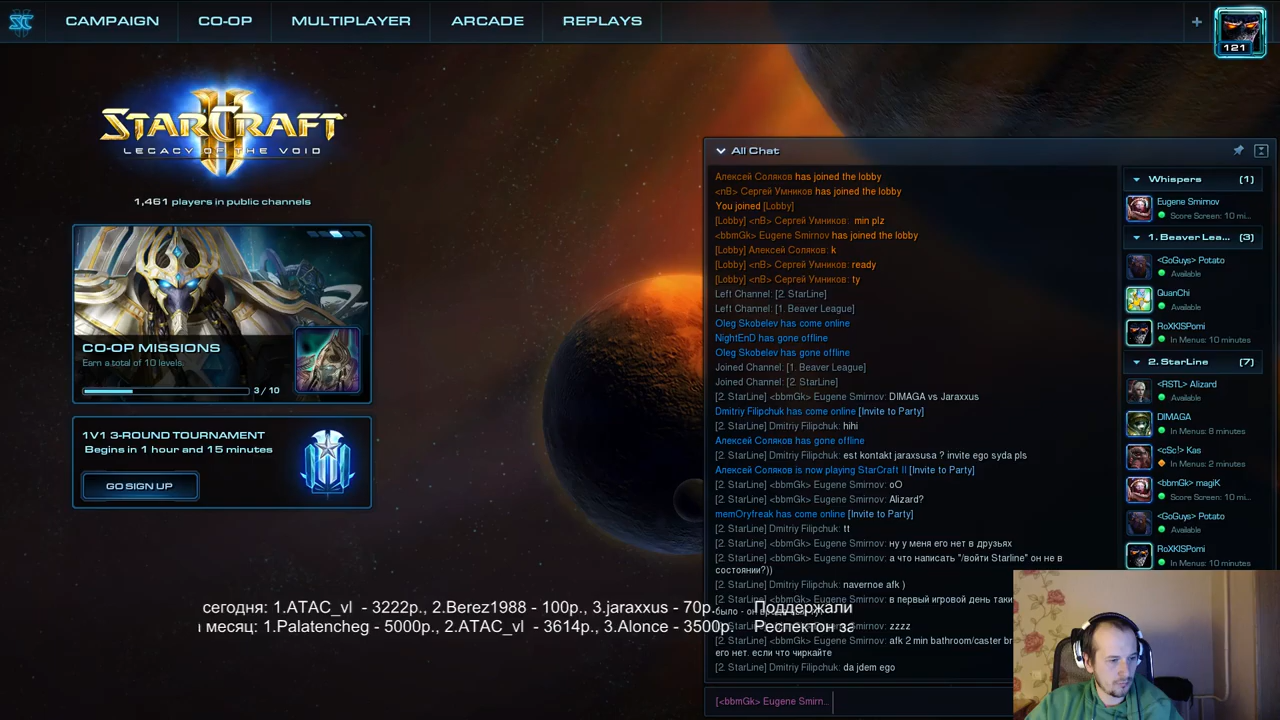 CAMPAIGN CO-OP MULTIPLAYER ARCADE REPLAYS +
121
STARCRAFT
II
LEGACY OF THE VOID
1,461 players in public channels
CO-OP MISSIONS
Earn a total of 10 levels.
3 / 10
1V1 3-ROUND TOURNAMENT
Begins in 1 hour and 15 minutes
GO SIGN UP
All Chat
Алексей Соляков has joined the lobby
<nB> Сергей Умников has joined the lobby
You joined [Lobby]
[Lobby] <nB> Сергей Умников: min plz
<bbmGk> Eugene Smirnov has joined the lobby
[Lobby] Алексей Соляков: k
[Lobby] <nB> Сергей Умников: ready
[Lobby] <nB> Сергей Умников: ty
Left Channel: [2. StarLine]
Left Channel: [1. Beaver League]
Oleg Skobelev has come online
NightEnD has gone offline
Oleg Skobelev has gone offline
Joined Channel: [1. Beaver League]
Joined Channel: [2. StarLine]
[2. StarLine] <bbmGk> Eugene Smirnov: DIMAGA vs Jaraxxus
Dmitriy Filipchuk has come online [Invite to Party]
[2. StarLine] Dmitriy Filipchuk: hihi
Алексей Соляков has gone offline
[2. StarLine] Dmitriy Filipchuk: est kontakt jaraxsusa ? invite ego syda pls
Алексей Соляков is now playing StarCraft II [Invite to Party]
[2. StarLine] <bbmGk> Eugene Smirnov: oO
[2. StarLine] <bbmGk> Eugene Smirnov: Alizard?
memOryfreak has come online [Invite to Party]
[2. StarLine] Dmitriy Filipchuk: tt
[2. StarLine] <bbmGk> Eugene Smirnov: ну у меня его нет в друзьях
[2. StarLine] <bbmGk> Eugene Smirnov: а что написать "/войти Starline" он не в
состоянии?))
[2. StarLine] Dmitriy Filipchuk: navernoe afk )
[2. StarLine] <bbmGk> Eugene Smirnov: в первый игровой день таки
было - он
[2. StarLine] <bbmGk> Eugene Smirnov: zzzz
[2. StarLine] <bbmGk> Eugene Smirnov: afk 2 min bathroom/caster br
его нет. если что чиркайте
[2. StarLine] Dmitriy Filipchuk: da jdem ego
[<bbmGk> Eugene Smirn...
Whispers (1)
Eugene Smirnov
Score Screen: 10 mi...
1. Beaver Lea... (3)
<GoGuys> Potato
Available
QuanChi
Available
RoXKISPomi
In Menus: 10 minutes
2. StarLine (7)
<RSTL> Alizard
Available
DIMAGA
In Menus: 8 minutes
<cSc!> Kas
In Menus: 2 minutes
<bbmGk> magiK
Score Screen: 10 mi...
<GoGuys> Potato
Available
RoXKISPomi
In Menus: 10 minutes
сегодня: 1.ATAC_vl - 3222р., 2.Berez1988 - 100р., 3.jaraxxus - 70р. Поддержали
месяц: 1.Palatencheg - 5000р., 2.ATAC_vl - 3614р., 3.Alonce - 3500р. Респектон за